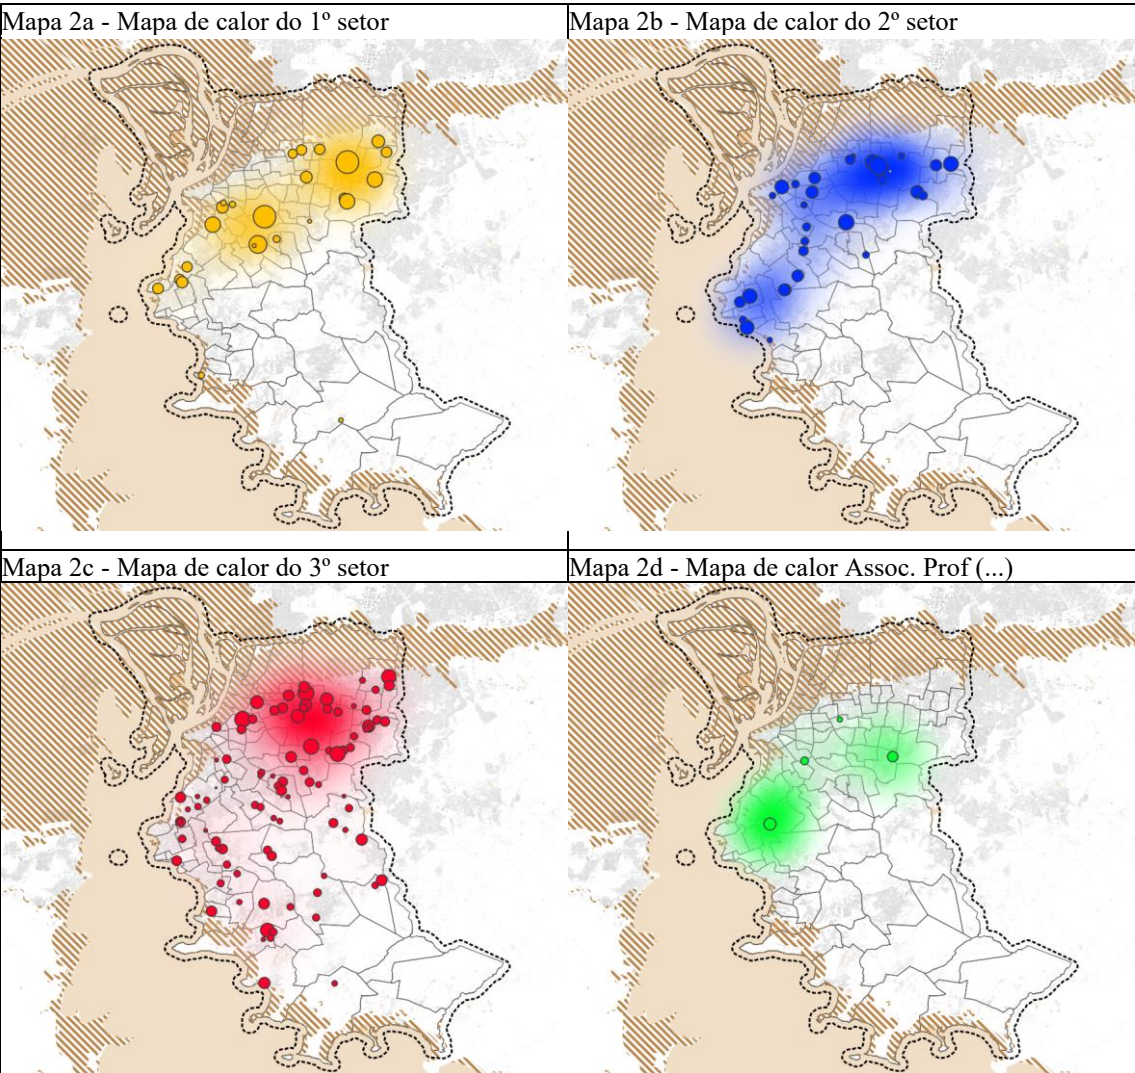 Mapa 2a - Mapa de calor do 1º setor
Mapa 2b - Mapa de calor do 2º setor
Mapa 2c - Mapa de calor do 3º setor
Mapa 2d - Mapa de calor Assoc. Prof (...)